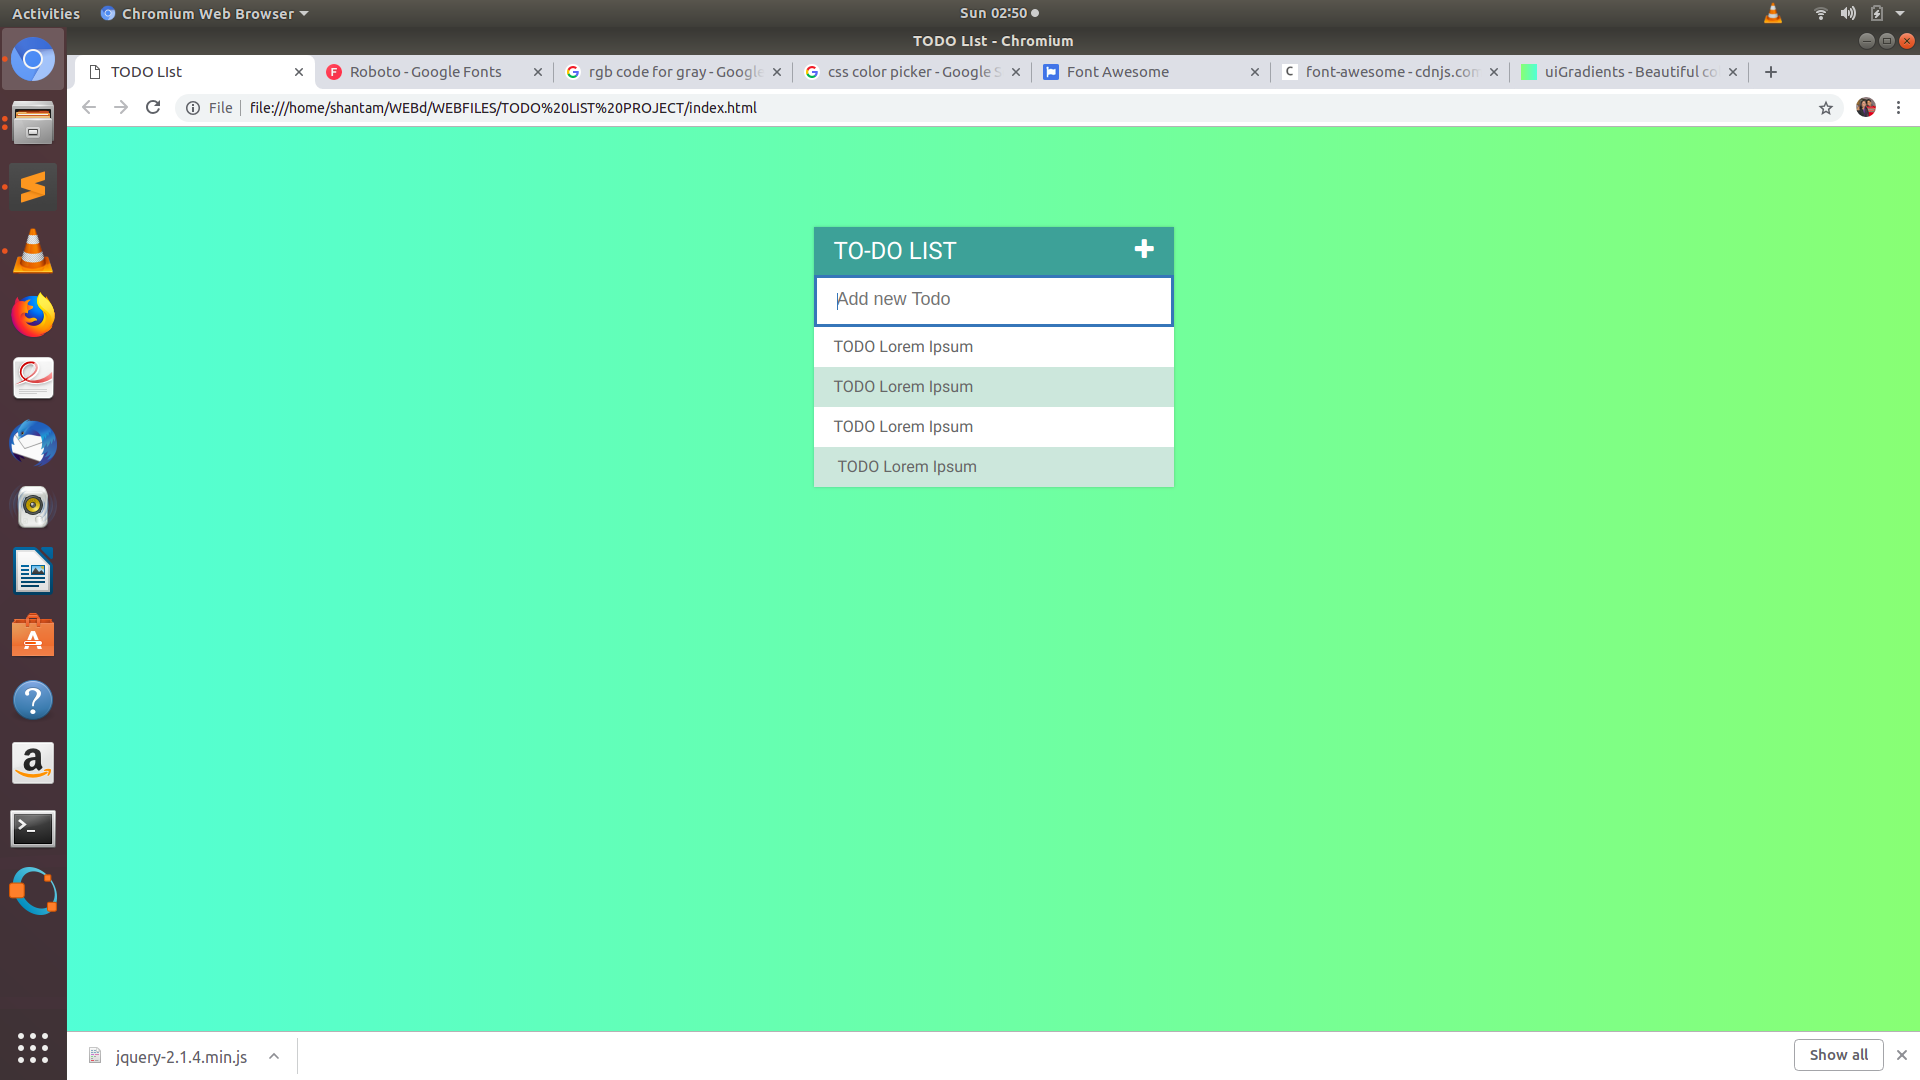 Activities
Chromium Web Browser
Sun 02:50
TODO LIst - Chromium
TODO LIst
Roboto - Google Fonts
rgb code for gray - Google
css color picker - Google S
Font Awesome
font-awesome - cdnjs.com
uiGradients - Beautiful co
File
file:///home/shantam/WEBd/WEBFILES/TODO%20LIST%20PROJECT/index.html
TO-DO LIST
Add new Todo
TODO Lorem Ipsum
TODO Lorem Ipsum
TODO Lorem Ipsum
TODO Lorem Ipsum
jquery-2.1.4.min.js
Show all